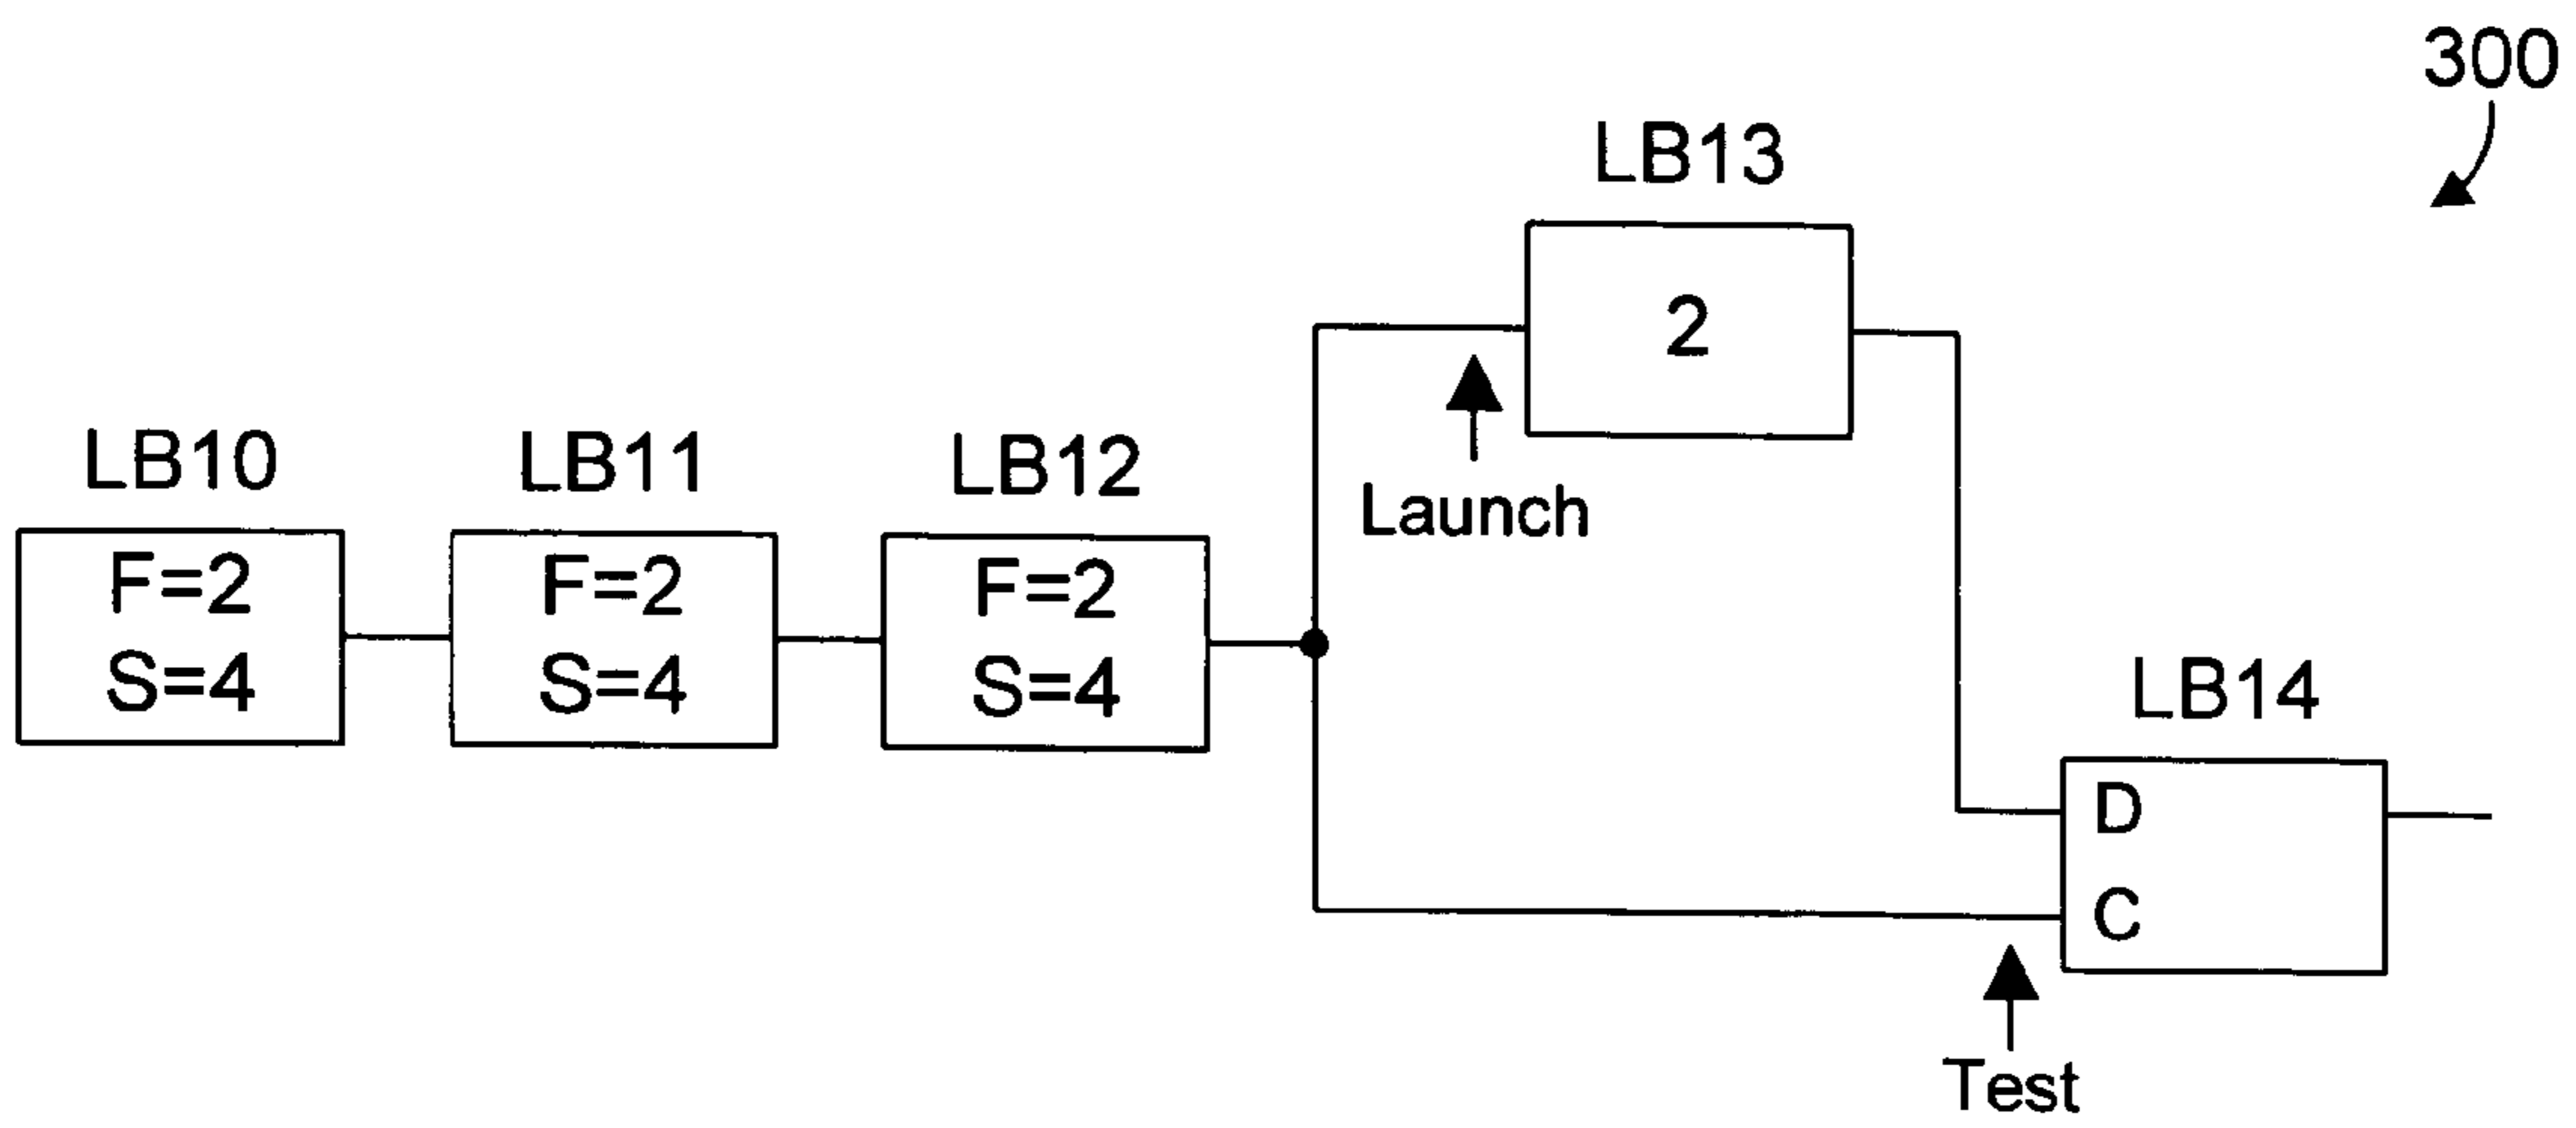 300
LB13
2
Launch
LB10
F=2
S=4
LB11
F=2
S=4
LB12
F=2
S=4
LB14
D
C
Test